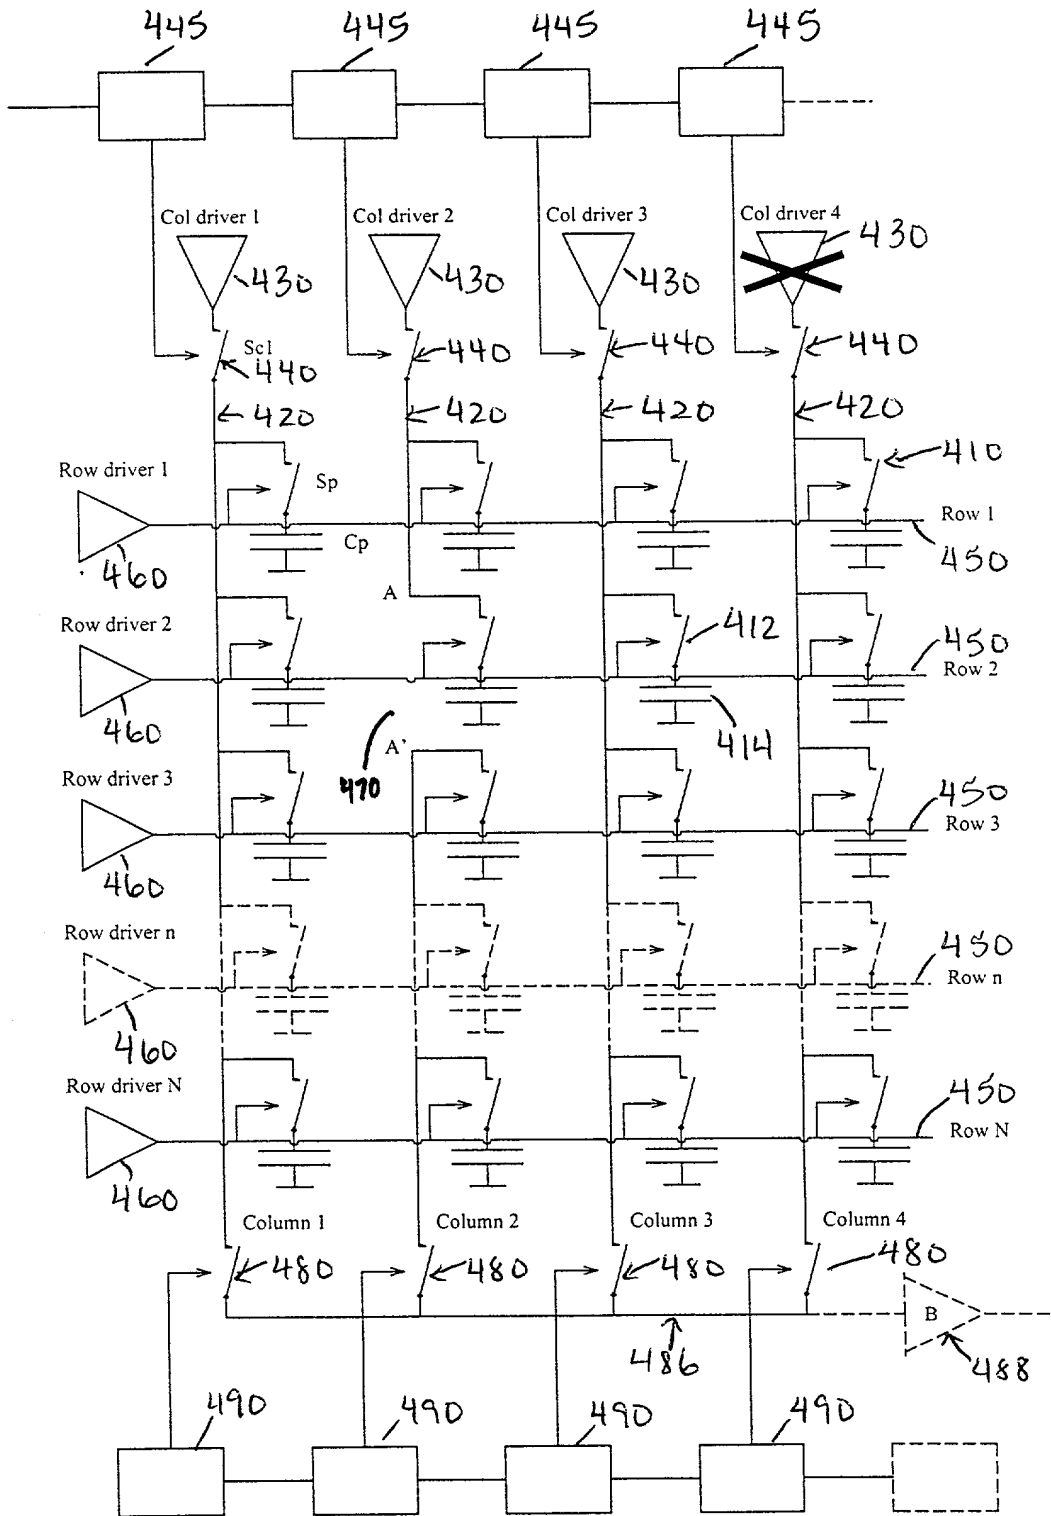 445 445 445 445
Col driver 1 Col driver 2 Col driver 3 Col driver 4
430 430 430 430
Sc1 440 440 440 440
420 420 420 420
410
Row driver 1 Sp Row 1
Cp 450
460
A
Row driver 2 412 450
Row 2
460 414
A'
470
Row driver 3 450
Row 3
460
Row driver n 450
Row n
460
Row driver N 450
Row N
460
Column 1 Column 2 Column 3 Column 4
480 480 480 480
B
486 488
490 490 490 490